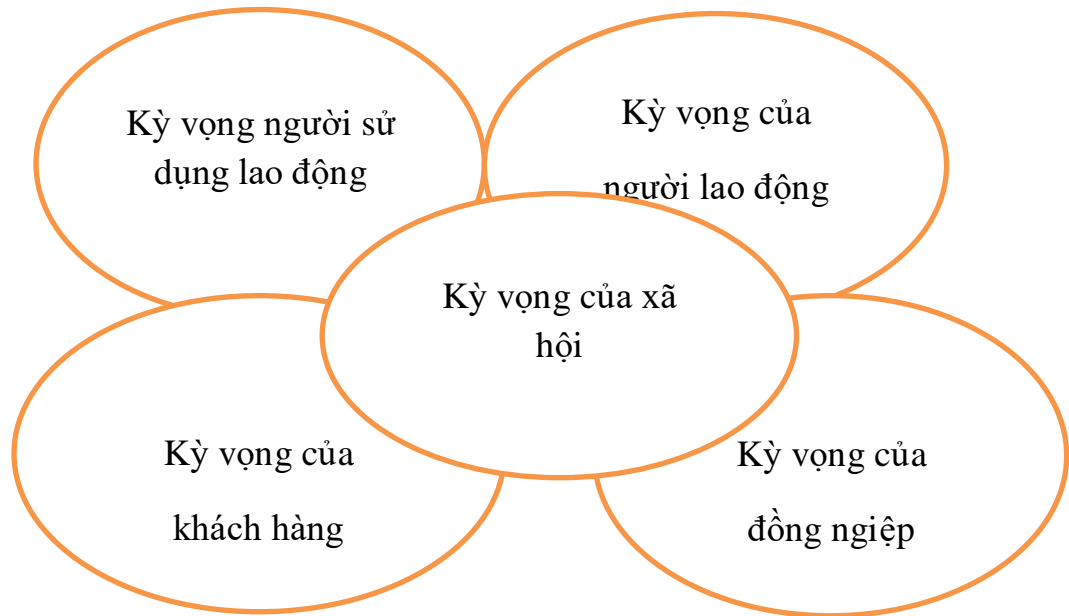 Kỳ vọng người sử
dụng lao động
Kỳ vọng của
người lao động
Kỳ vọng của xã
hội
Kỳ vọng của
khách hàng
Kỳ vọng của
đồng ngiệp